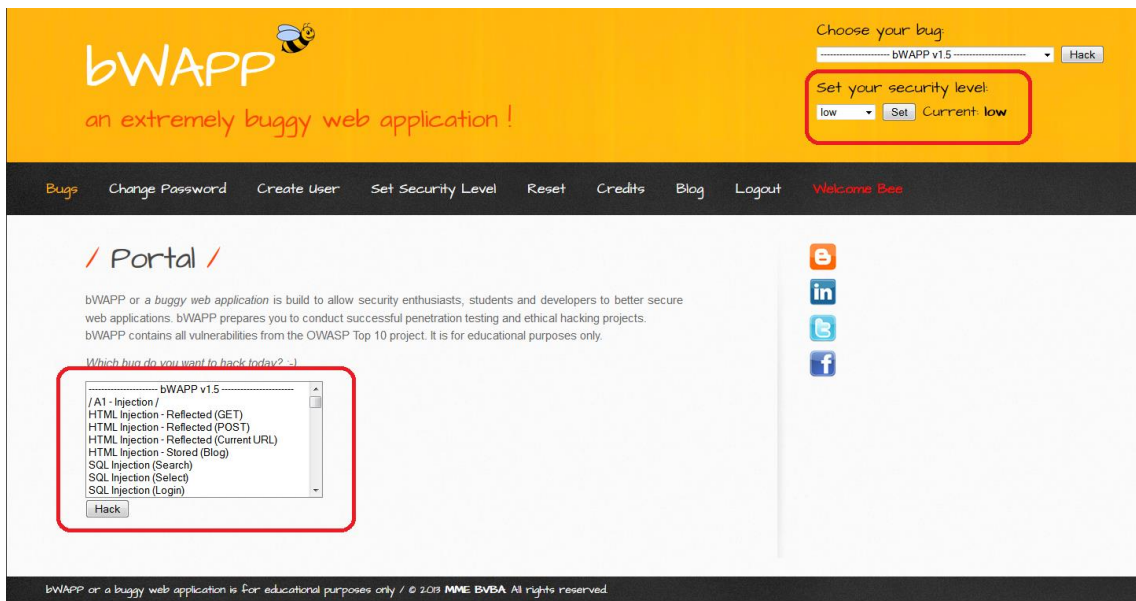 bWAPP
an extremely buggy web application !
Choose your bug:
---------------------- bWAPP v1.5 ----------------------- Hack
Set your security level:
low Set Current: low
Bugs Change Password Create User Set Security Level Reset Credits Blog Logout Welcome Bee
/ Portal /
bWAPP or a buggy web application is build to allow security enthusiasts, students and developers to better secure
web applications. bWAPP prepares you to conduct successful penetration testing and ethical hacking projects.
bWAPP contains all vulnerabilities from the OWASP Top 10 project. It is for educational purposes only.
Which bug do you want to hack today? :-)
---------------------- bWAPP v1.5 -----------------------
/ A1 - Injection /
HTML Injection - Reflected (GET)
HTML Injection - Reflected (POST)
HTML Injection - Reflected (Current URL)
HTML Injection - Stored (Blog)
SQL Injection (Search)
SQL Injection (Select)
SQL Injection (Login)
Hack
in
bWAPP or a buggy web application is for educational purposes only / © 2013 MME BVBA. All rights reserved.